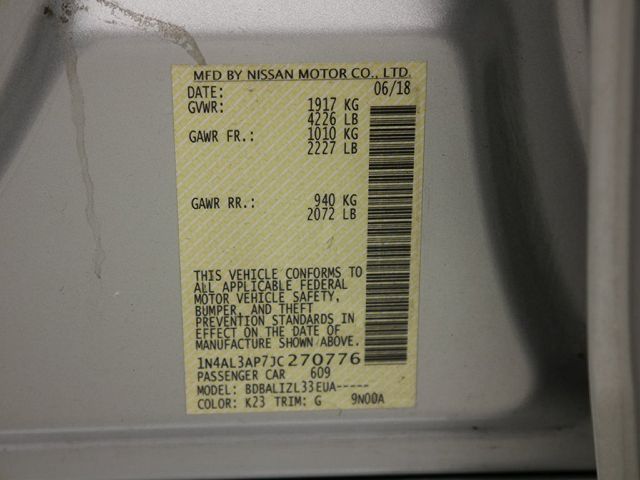 MFD BY NISSAN MOTOR CO., LTD.
DATE: 06/18
GVWR: 1917 KG
4226 LB
GAWR FR.: 1010 KG
2227 LB
GAWR RR.: 940 KG
2072 LB
THIS VEHICLE CONFORMS TO
ALL APPLICABLE FEDERAL
MOTOR VEHICLE SAFETY,
BUMPER, AND THEFT
PREVENTION STANDARDS IN
EFFECT ON THE DATE OF
MANUFACTURE SHOWN ABOVE.
1N4AL3AP7JC270776
PASSENGER CAR 609
MODEL: BDBALIZL33EUA-----
COLOR: K23 TRIM: G 9N00A